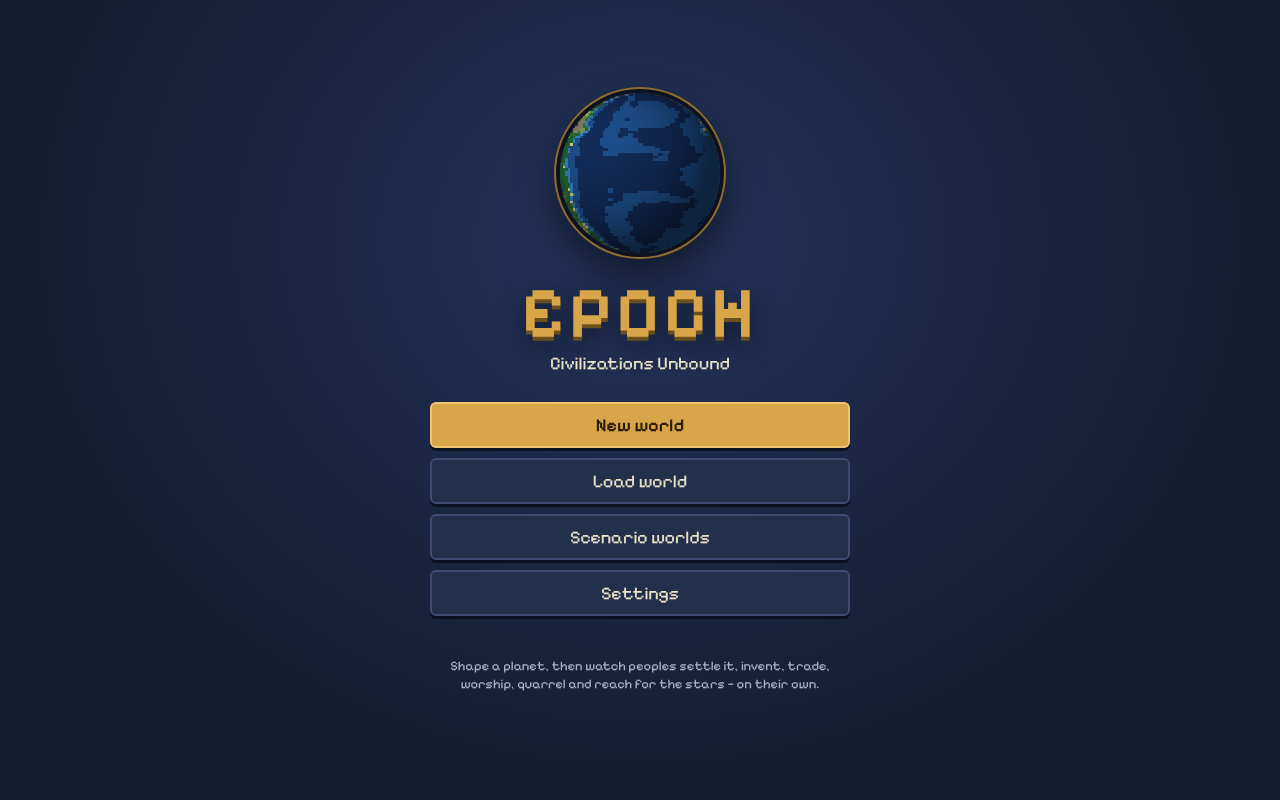 EPOCH
Civilizations Unbound
New world
Load world
Scenario worlds
Settings
Shape a planet, then watch peoples settle it, invent, trade,
worship, quarrel and reach for the stars – on their own.